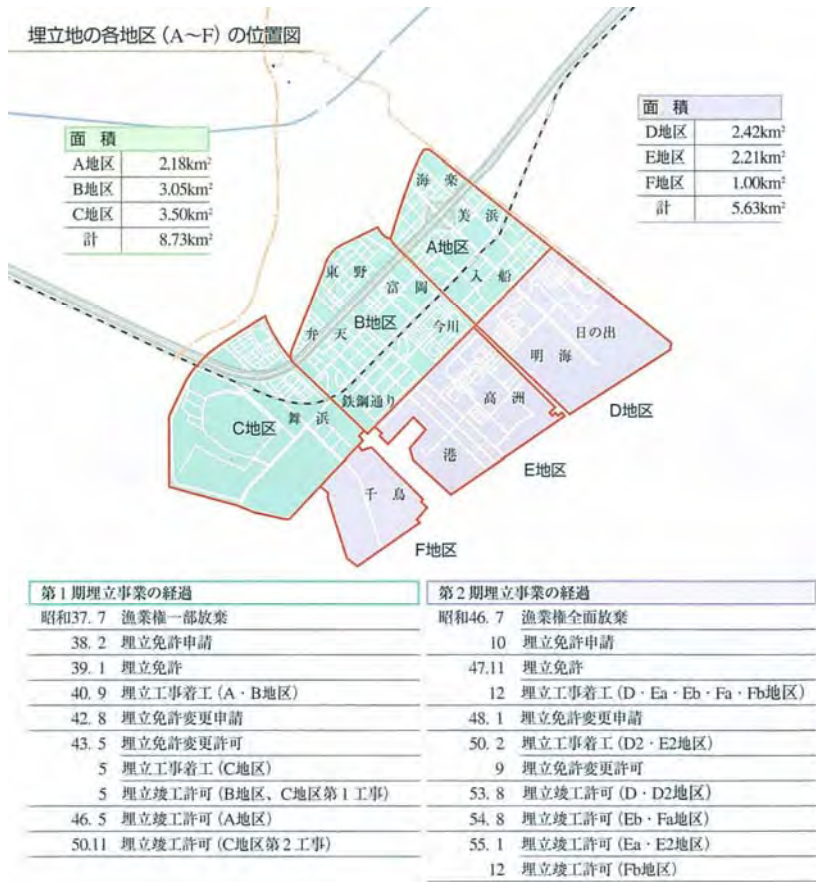 埋立地の各地区(A～F)の位置図
面 積
A地区 2.18km²
B地区 3.05km²
C地区 3.50km²
計 8.73km²
面 積
D地区 2.42km²
E地区 2.21km²
F地区 1.00km²
計 5.63km²
海 楽
美 浜
A地区
入 船
東 野
富 岡
B地区
弁 天
今川
鉄鋼通り
舞 浜
C地区
日の出
明 海
D地区
高 洲
港
E地区
千 鳥
F地区
第1期埋立事業の経過
昭和37. 7 漁業権一部放棄
38. 2 埋立免許申請
39. 1 埋立免許
40. 9 埋立工事着工(A・B地区)
42. 8 埋立免許変更申請
43. 5 埋立免許変更許可
5 埋立工事着工(C地区)
5 埋立竣工許可(B地区、C地区第1工事)
46. 5 埋立竣工許可(A地区)
50.11 埋立竣工許可(C地区第2工事)
第2期埋立事業の経過
昭和46. 7 漁業権全面放棄
10 埋立免許申請
47.11 埋立免許
12 埋立工事着工(D・Ea・Eb・Fa・Fb地区)
48. 1 埋立免許変更申請
50. 2 埋立工事着工(D2・E2地区)
9 埋立免許変更許可
53. 8 埋立竣工許可(D・D2地区)
54. 8 埋立竣工許可(Eb・Fa地区)
55. 1 埋立竣工許可(Ea・E2地区)
12 埋立竣工許可(Fb地区)